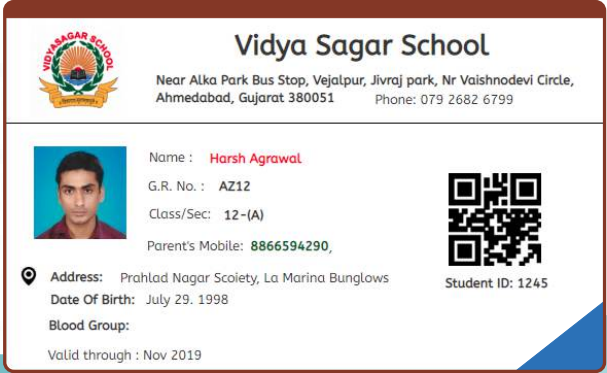 VIDYASAGAR SCHOOL
Vidya Sagar School
Near Alka Park Bus Stop, Vejalpur, Jivraj park, Nr Vaishnodevi Circle,
Ahmedabad, Gujarat 380051 Phone: 079 2682 6799
Name : Harsh Agrawal
G.R. No. : AZ12
Class/Sec: 12-(A)
Parent's Mobile: 8866594290,
Address: Prahlad Nagar Scoiety, La Marina Bunglows
Date Of Birth: July 29. 1998
Blood Group:
Valid through : Nov 2019
Student ID: 1245